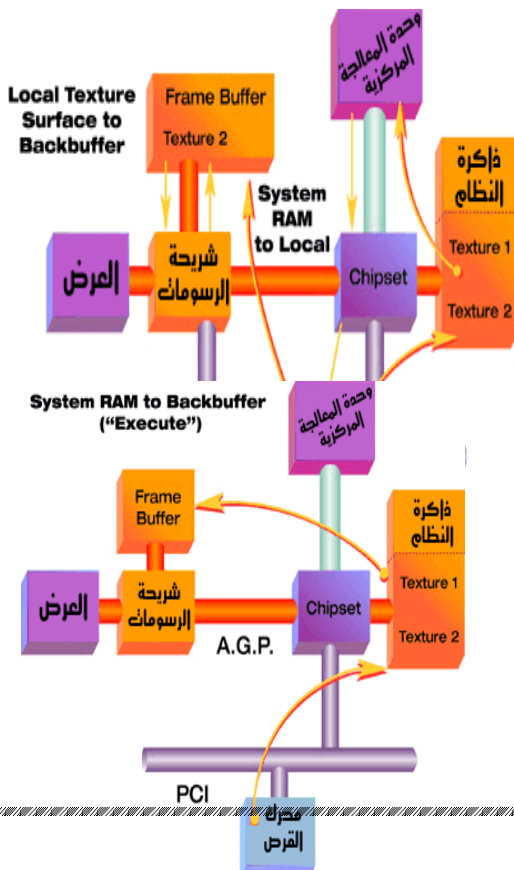 Local Texture
Surface to
Backbuffer
Frame Buffer
Texture 2
وحدة المعالجة
المركزية
System
RAM
to Local
ذاكرة
النظام
Texture 1
Texture 2
العرض
شريحة
الرسومات
Chipset
System RAM to Backbuffer
(“Execute”)
وحدة المعالجة
المركزية
Frame
Buffer
ذاكرة
النظام
Texture 1
Texture 2
العرض
شريحة
الرسومات
Chipset
A.G.P.
PCI
محرك
القرص